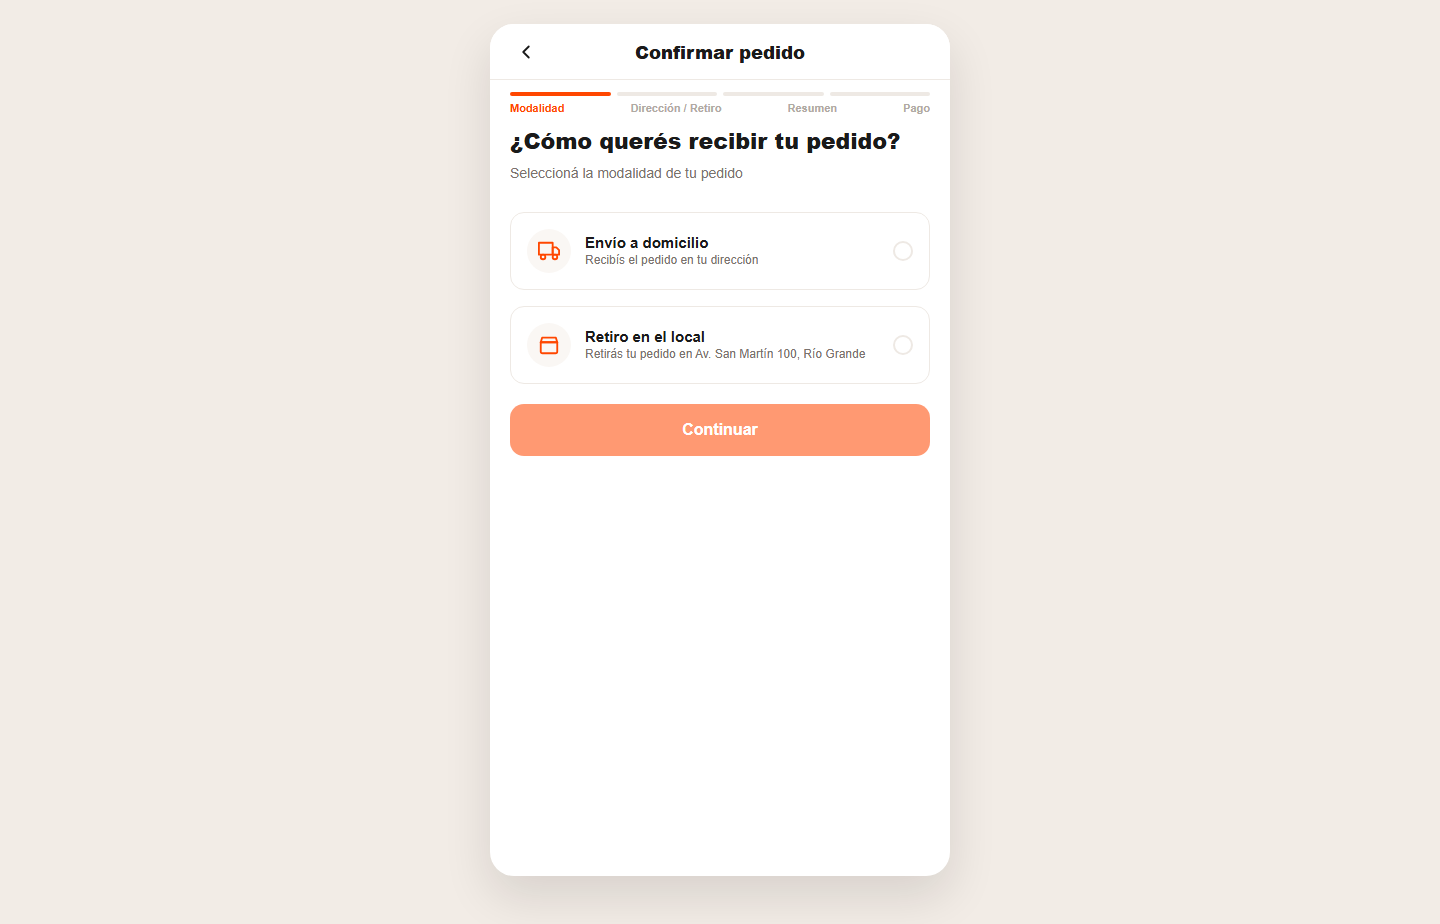 Confirmar pedido
Modalidad Dirección / Retiro Resumen Pago
¿Cómo querés recibir tu pedido?
Seleccioná la modalidad de tu pedido
Envío a domicilio
Recibís el pedido en tu dirección
Retiro en el local
Retirás tu pedido en Av. San Martín 100, Río Grande
Continuar